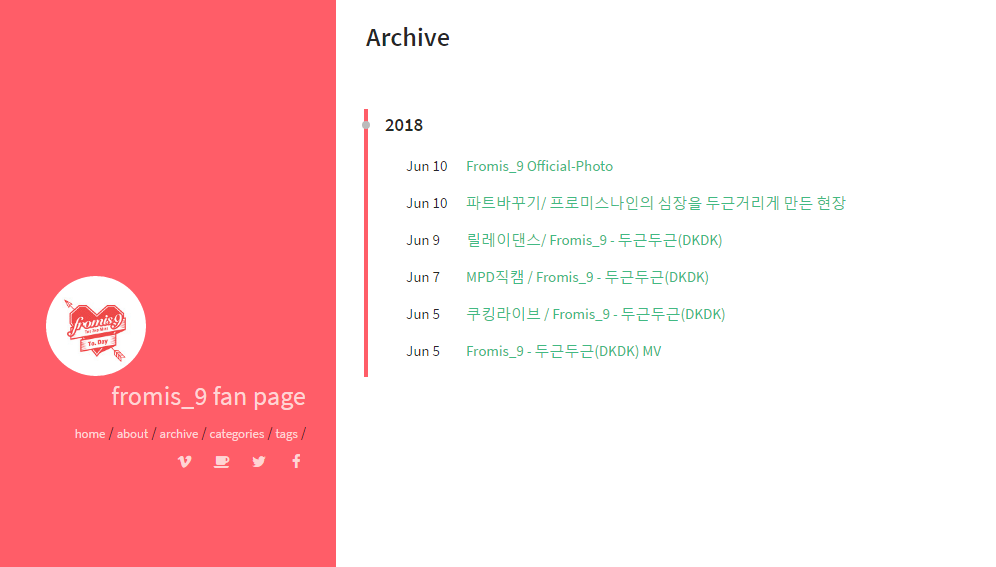 fromis_9
To. Day
fromis_9 fan page
home / about / archive / categories / tags /
Archive
2018
Jun 10 Fromis_9 Official-Photo
Jun 10 파트바꾸기/ 프로미스나인의 심장을 두근거리게 만든 현장
Jun 9 릴레이댄스/ Fromis_9 - 두근두근(DKDK)
Jun 7 MPD직캠 / Fromis_9 - 두근두근(DKDK)
Jun 5 쿠킹라이브 / Fromis_9 - 두근두근(DKDK)
Jun 5 Fromis_9 - 두근두근(DKDK) MV